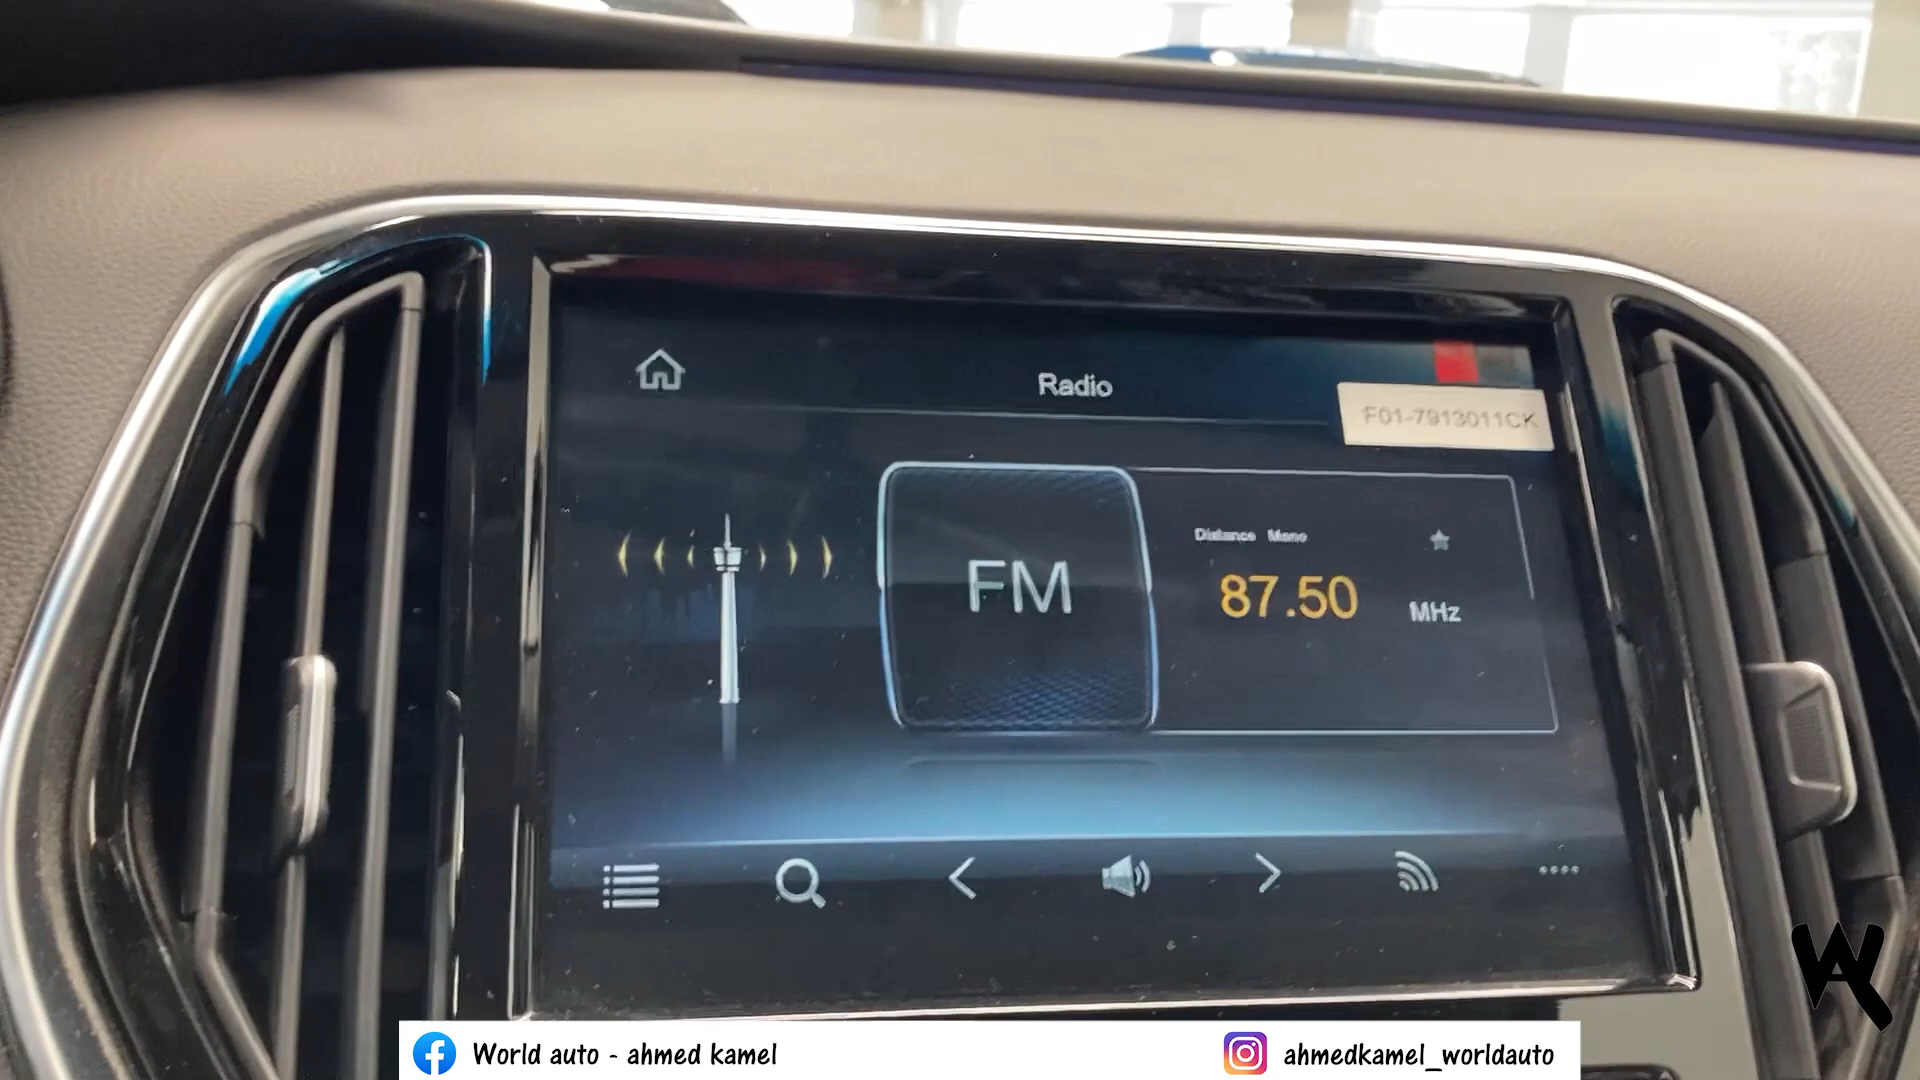 Radio
F01-7913011CK
FM
Distance Mono
87.50
MHz
World auto - ahmed kamel
ahmedkamel_worldauto